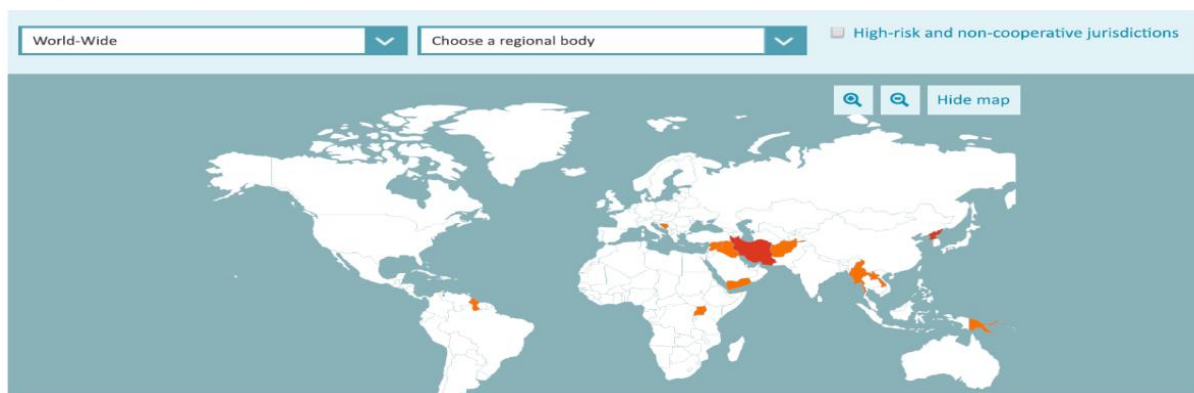 World-Wide
Choose a regional body
High-risk and non-cooperative jurisdictions
Hide map